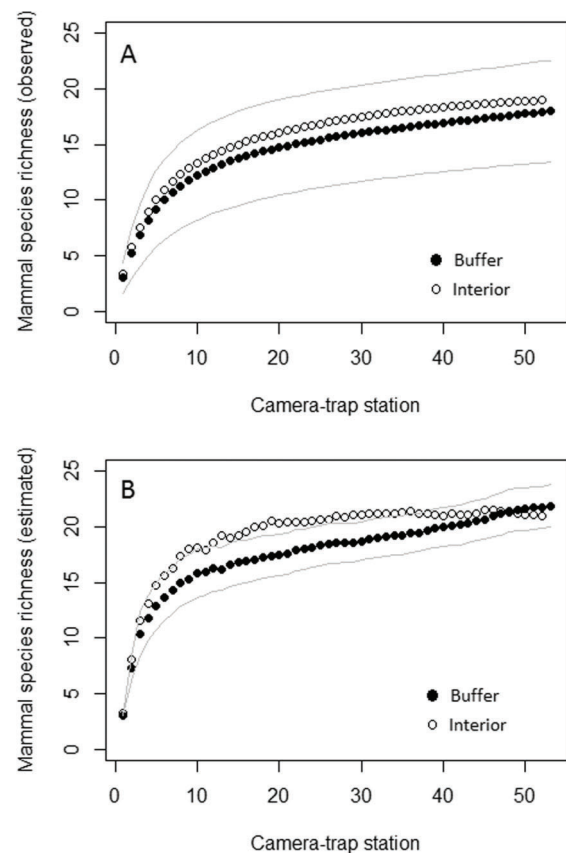 Mammal species richness (observed)
A
25
20
15
10
5
0
Buffer
Interior
0 10 20 30 40 50
Camera-trap station
Mammal species richness (estimated)
B
25
20
15
10
5
0
Buffer
Interior
0 10 20 30 40 50
Camera-trap station